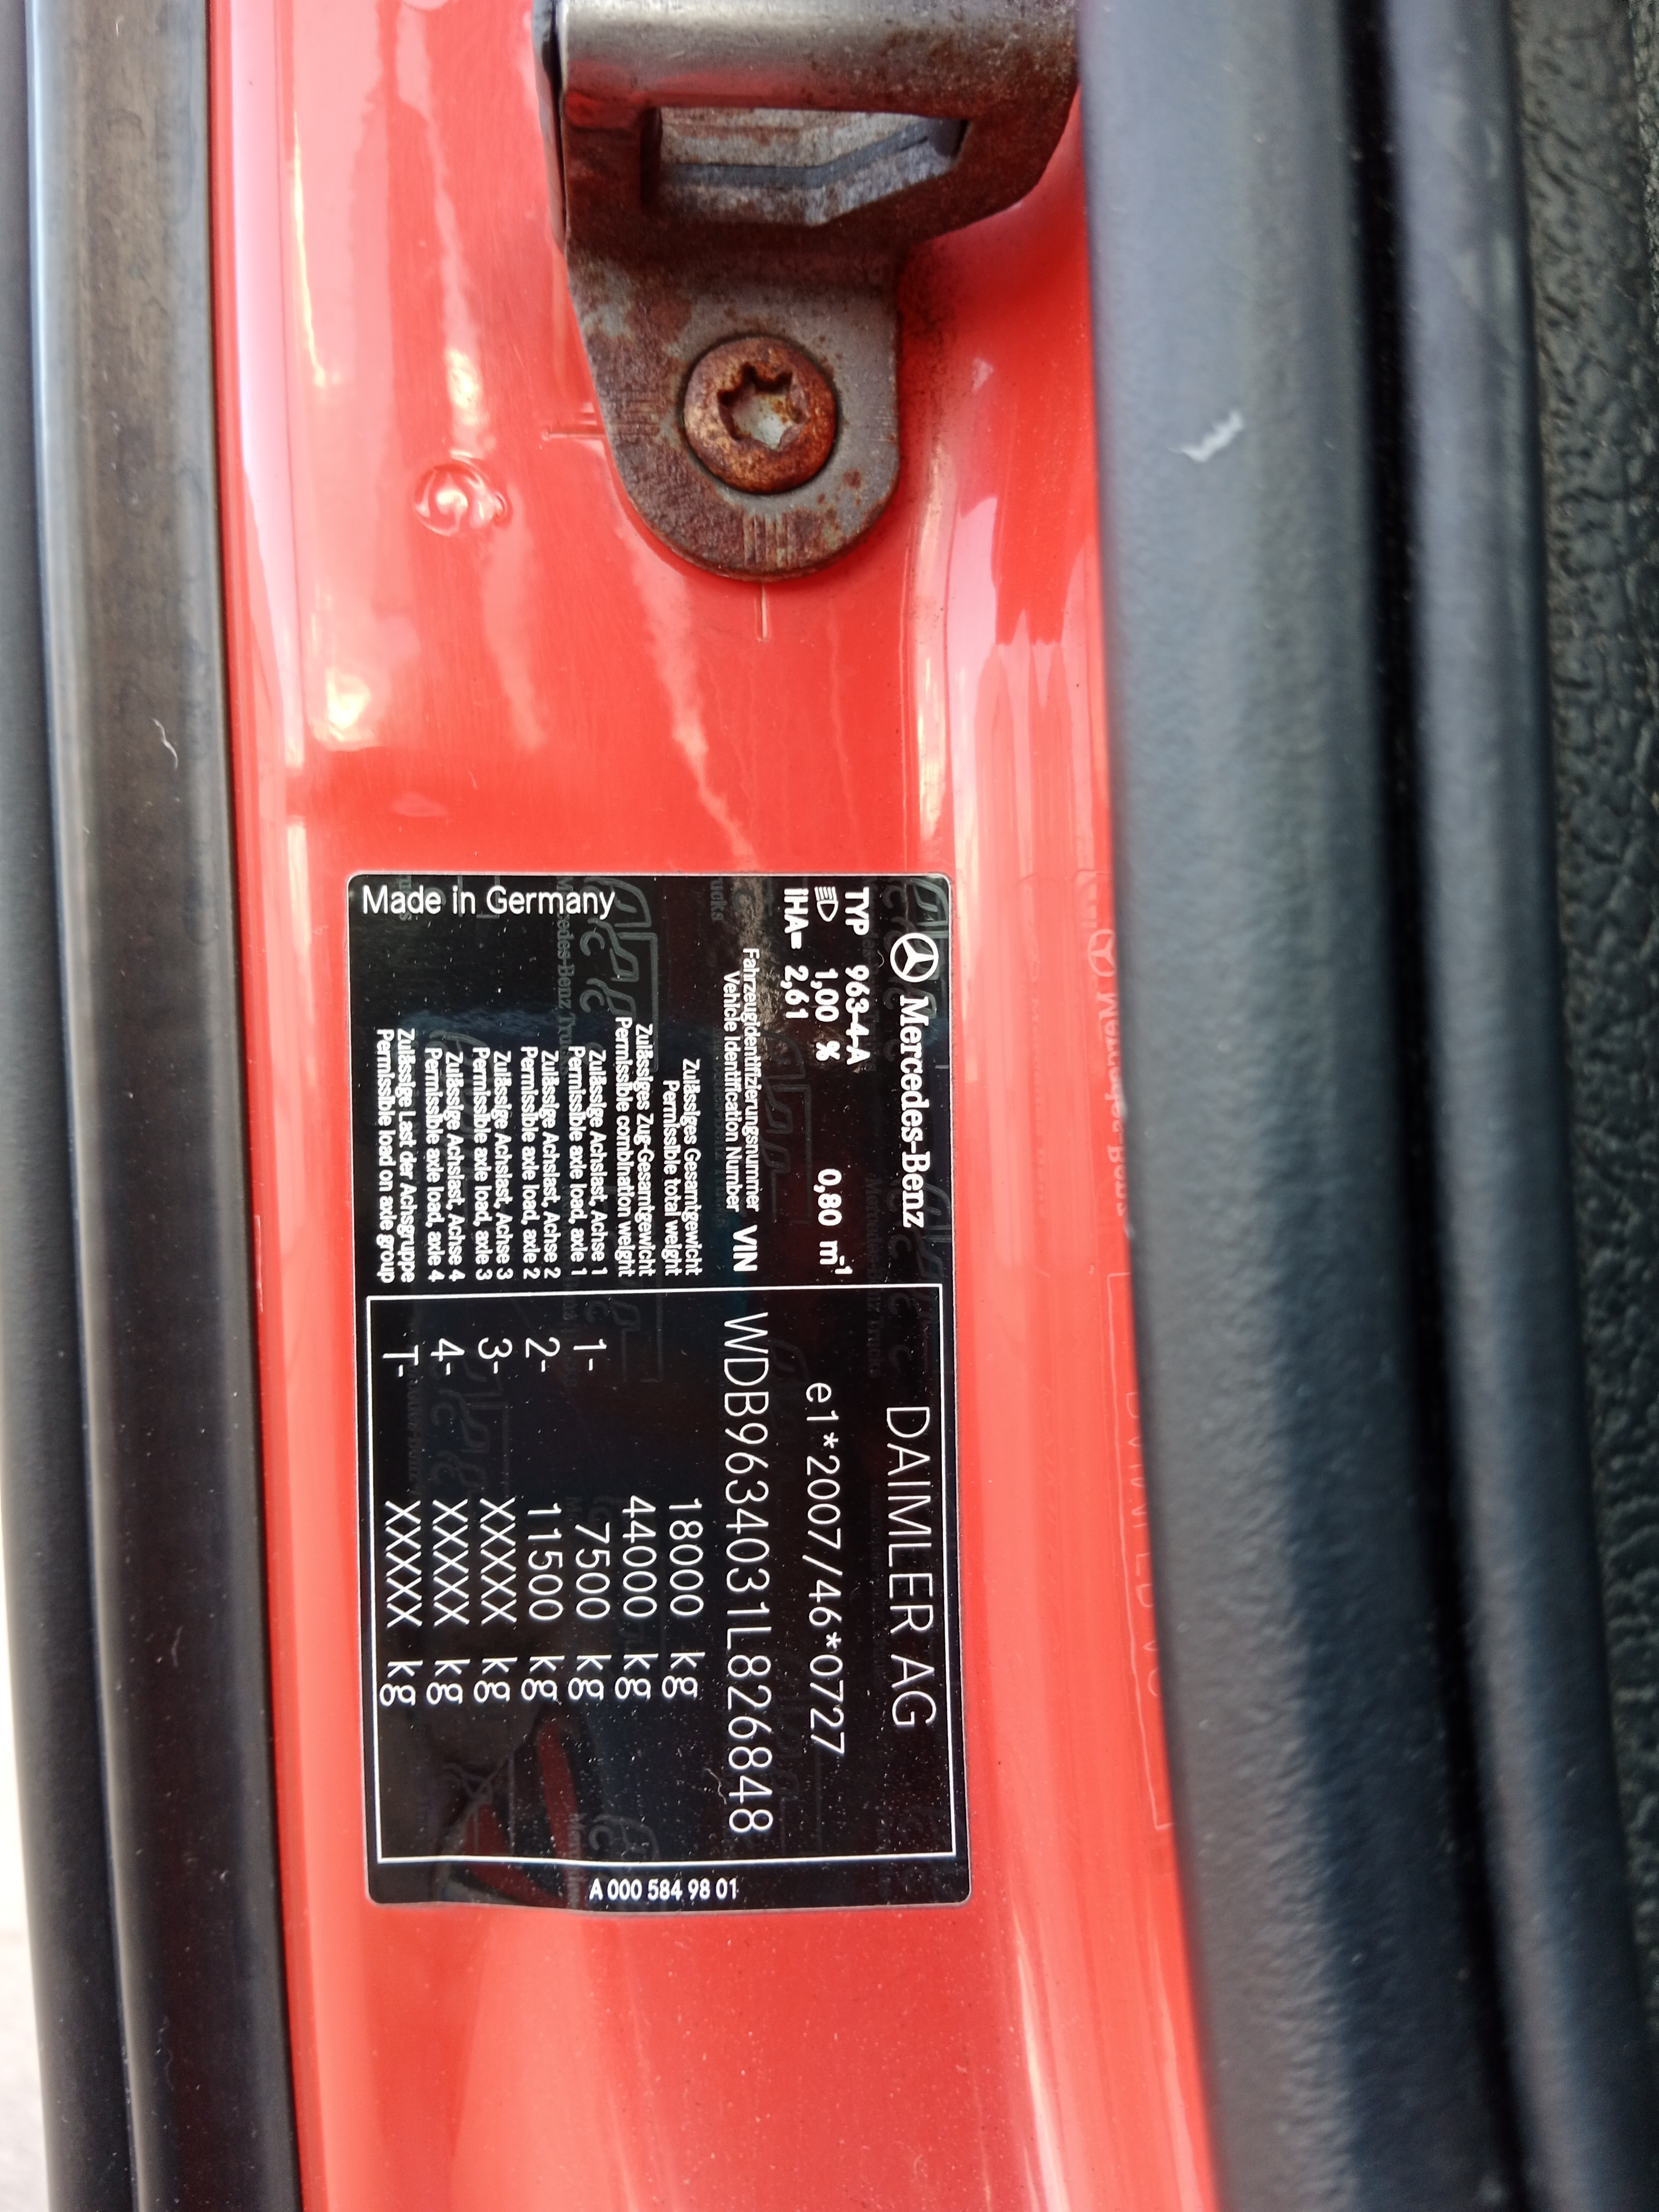 Mercedes-Benz
DAIMLER AG
TYP 963-4-A
1,00 % 0,80 m-1
e1*2007/46*0727
IHA= 2,61
Fahrzeugidentifizierungsnummer
Vehicle Identification Number
VIN WDB9634031L826848
Zulässiges Gesamtgewicht
Permissible total weight
18000 kg
Zulässiges Zug-Gesamtgewicht
Permissible combination weight
44000 kg
Zulässige Achslast, Achse 1
Permissible axle load, axle 1
1- 7500 kg
Zulässige Achslast, Achse 2
Permissible axle load, axle 2
2- 11500 kg
Zulässige Achslast, Achse 3
Permissible axle load, axle 3
3- XXXXX kg
Zulässige Achslast, Achse 4
Permissible axle load, axle 4
4- XXXXX kg
Zulässige Last der Achsgruppe
Permissible load on axle group
T- XXXXX kg
Made in Germany
A 000 584 98 01